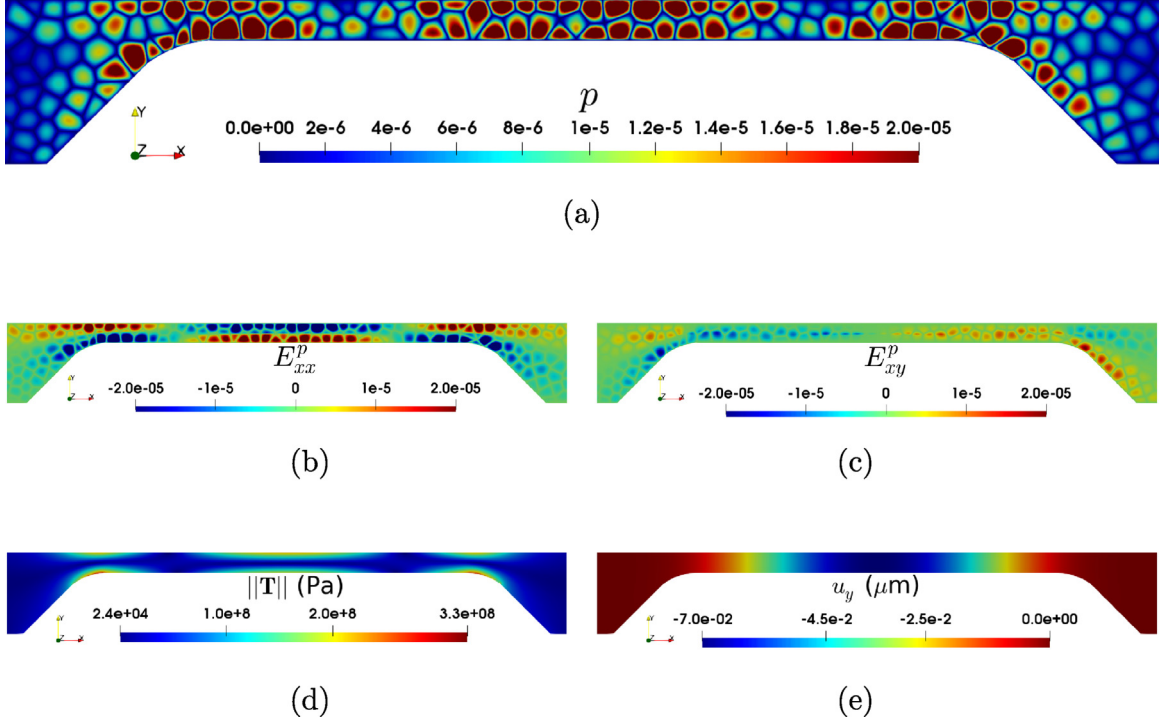 p
0.0e+00 2e-6 4e-6 6e-6 8e-6 1e-5 1.2e-5 1.4e-5 1.6e-5 1.8e-5 2.0e-05
Y
Z X
(a)
E^p_{xx}
-2.0e-05 -1e-5 0 1e-5 2.0e-05
Y
Z X
(b)
E^p_{xy}
-2.0e-05 -1e-5 0 1e-5 2.0e-05
Y
Z X
(c)
||T|| (Pa)
2.4e+04 1.0e+8 2.0e+8 3.3e+08
Y
Z X
(d)
u_y (μm)
-7.0e-02 -4.5e-2 -2.5e-2 0.0e+00
Y
Z X
(e)